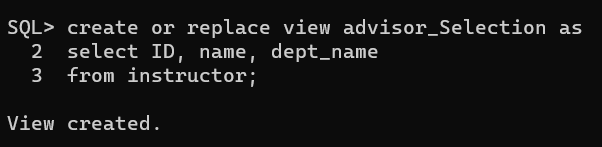 SQL> create or replace view advisor_Selection as
  2  select ID, name, dept_name
  3  from instructor;
View created.